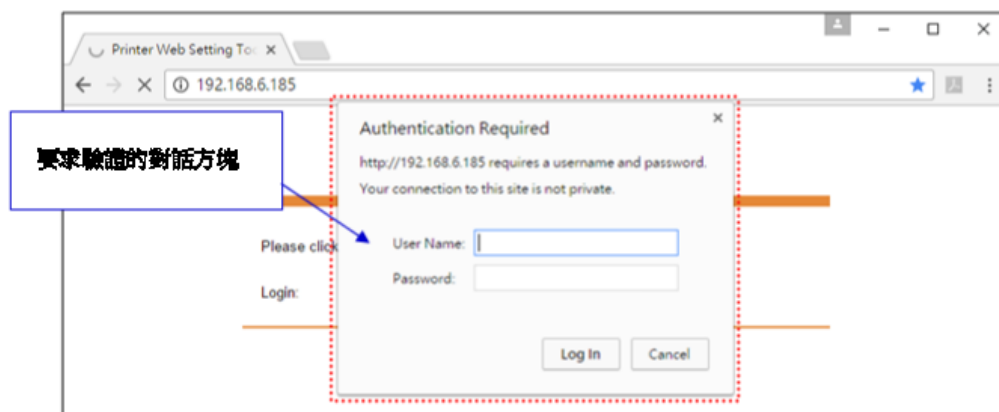 Printer Web Setting Too
192.168.6.185
要求驗證的對話方塊
Authentication Required
http://192.168.6.185 requires a username and password.
Your connection to this site is not private.
Please click
User Name:
Password:
Login:
Log In
Cancel